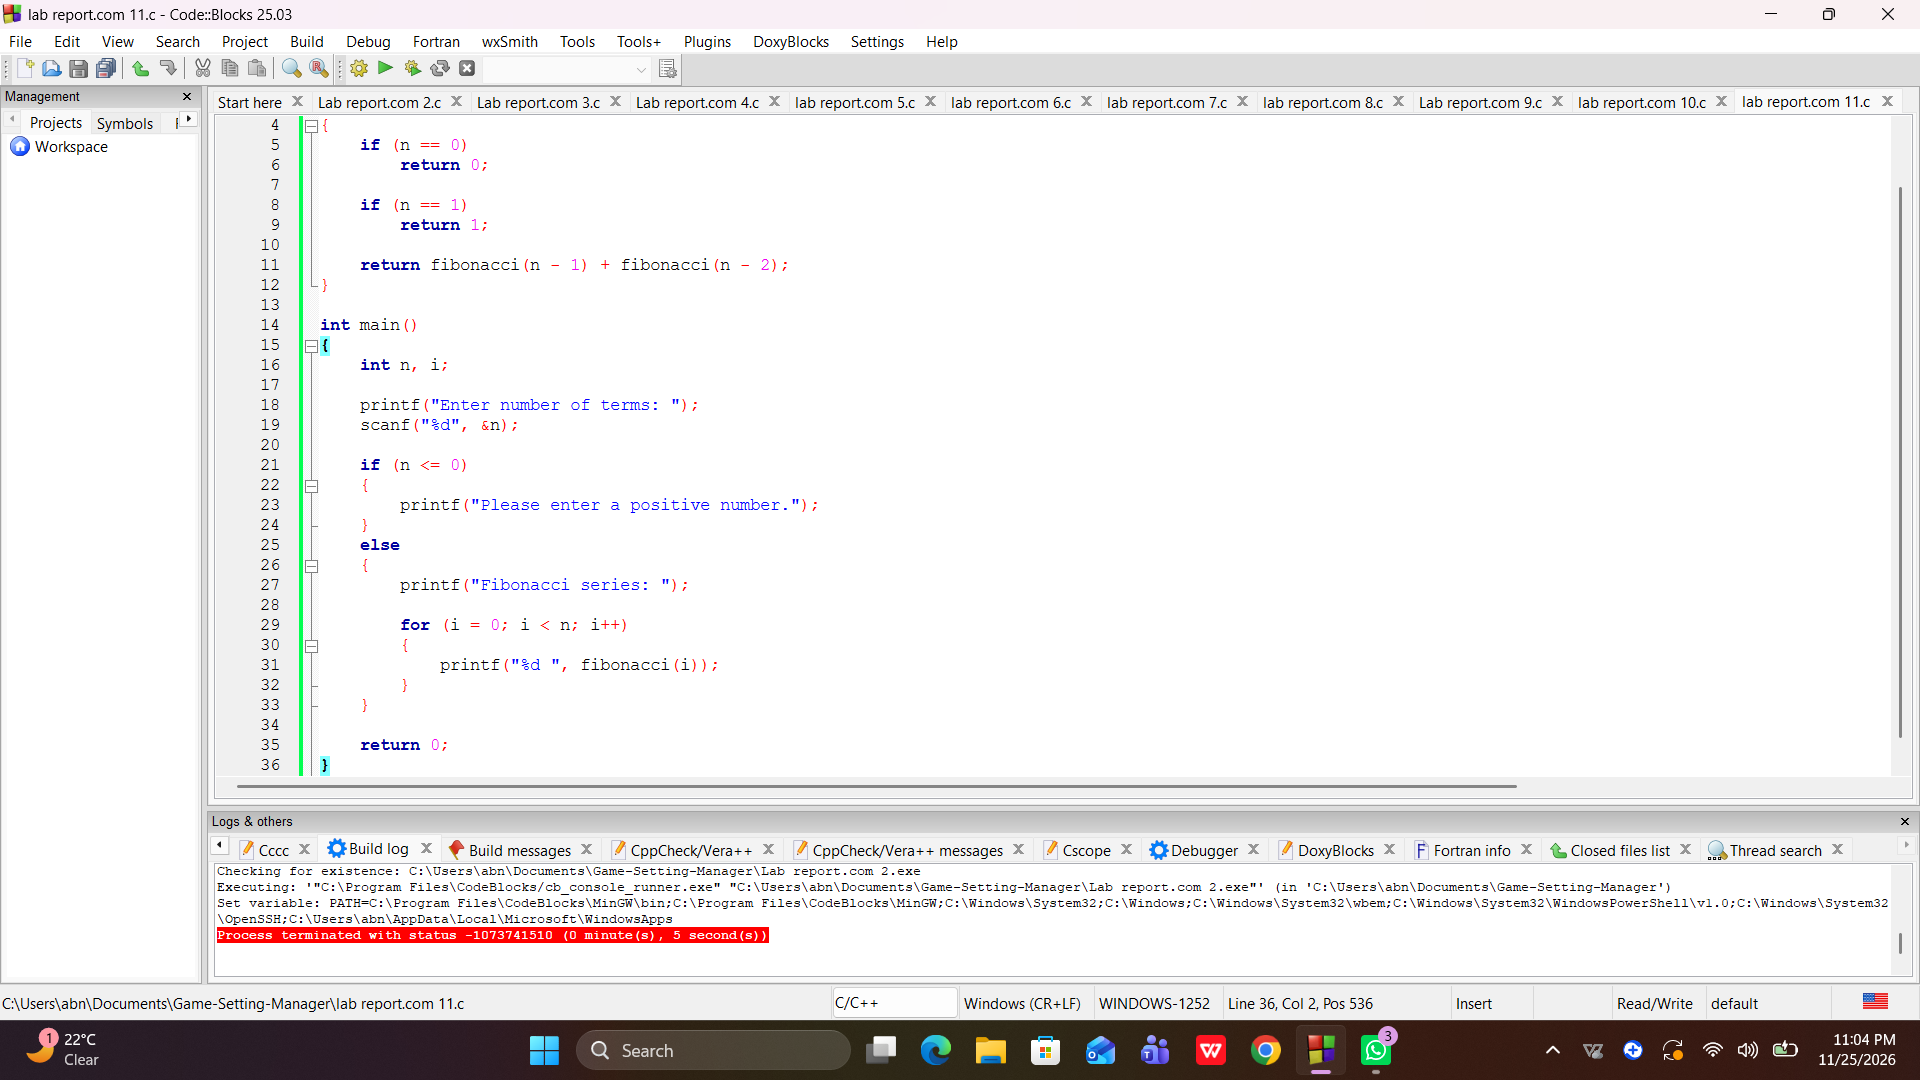 lab report.com 11.c - Code::Blocks 25.03
File Edit View Search Project Build Debug Fortran wxSmith Tools Tools+ Plugins DoxyBlocks Settings Help
Management
Projects Symbols
Workspace
Start here Lab report.com 2.c Lab report.com 3.c Lab report.com 4.c lab report.com 5.c lab report.com 6.c lab report.com 7.c lab report.com 8.c Lab report.com 9.c lab report.com 10.c lab report.com 11.c
4 {
5 if (n == 0)
6 return 0;
7
8 if (n == 1)
9 return 1;
10
11 return fibonacci(n - 1) + fibonacci(n - 2);
12 }
13
14 int main()
15 {
16 int n, i;
17
18 printf("Enter number of terms: ");
19 scanf("%d", &n);
20
21 if (n <= 0)
22 {
23 printf("Please enter a positive number.");
24 }
25 else
26 {
27 printf("Fibonacci series: ");
28
29 for (i = 0; i < n; i++)
30 {
31 printf("%d ", fibonacci(i));
32 }
33 }
34
35 return 0;
36 }
Logs & others
Cccc Build log Build messages CppCheck/Vera++ CppCheck/Vera++ messages Cscope Debugger DoxyBlocks Fortran info Closed files list Thread search
Checking for existence: C:\Users\abn\Documents\Game-Setting-Manager\Lab report.com 2.exe
Executing: '"C:\Program Files\CodeBlocks/cb_console_runner.exe" "C:\Users\abn\Documents\Game-Setting-Manager\Lab report.com 2.exe"' (in 'C:\Users\abn\Documents\Game-Setting-Manager')
Set variable: PATH=C:\Program Files\CodeBlocks\MinGW\bin;C:\Program Files\CodeBlocks\MinGW;C:\Windows\System32;C:\Windows;C:\Windows\System32\wbem;C:\Windows\System32\WindowsPowerShell\v1.0;C:\Windows\System32
\OpenSSH;C:\Users\abn\AppData\Local\Microsoft\WindowsApps
Process terminated with status -1073741510 (0 minute(s), 5 second(s))
C:\Users\abn\Documents\Game-Setting-Manager\lab report.com 11.c C/C++ Windows (CR+LF) WINDOWS-1252 Line 36, Col 2, Pos 536 Insert Read/Write default
1 22°C
Clear
Search
3
11:04 PM
11/25/2026